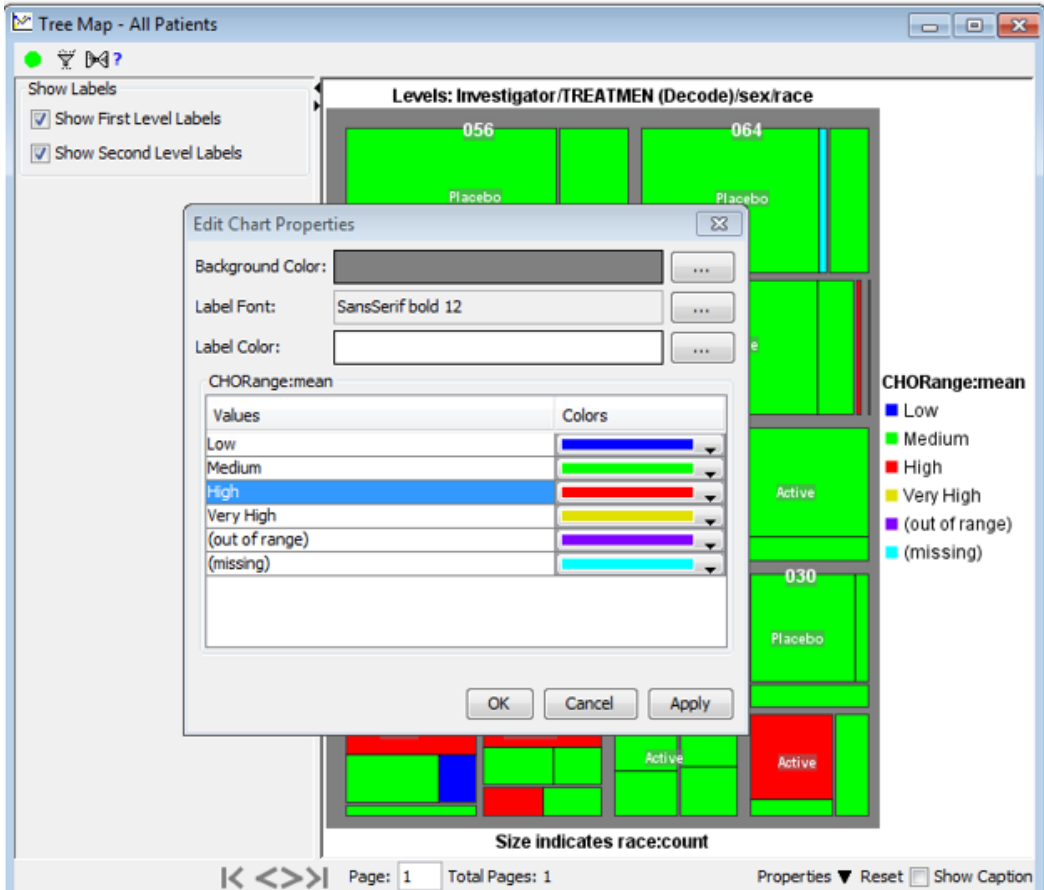 Tree Map - All Patients
?
Show Labels
Show First Level Labels
Show Second Level Labels
Levels: Investigator/TREATMEN (Decode)/sex/race
056
064
Placebo
Placebo
Edit Chart Properties
Background Color:
...
Label Font:
SansSerif bold 12
...
Label Color:
...
CHORange:mean
Values
Colors
Low
Medium
High
Very High
(out of range)
(missing)
OK
Cancel
Apply
e
Active
030
Placebo
Active
Active
CHORange:mean
Low
Medium
High
Very High
(out of range)
(missing)
Size indicates race:count
Page: 1 Total Pages: 1
Properties ▼ Reset Show Caption